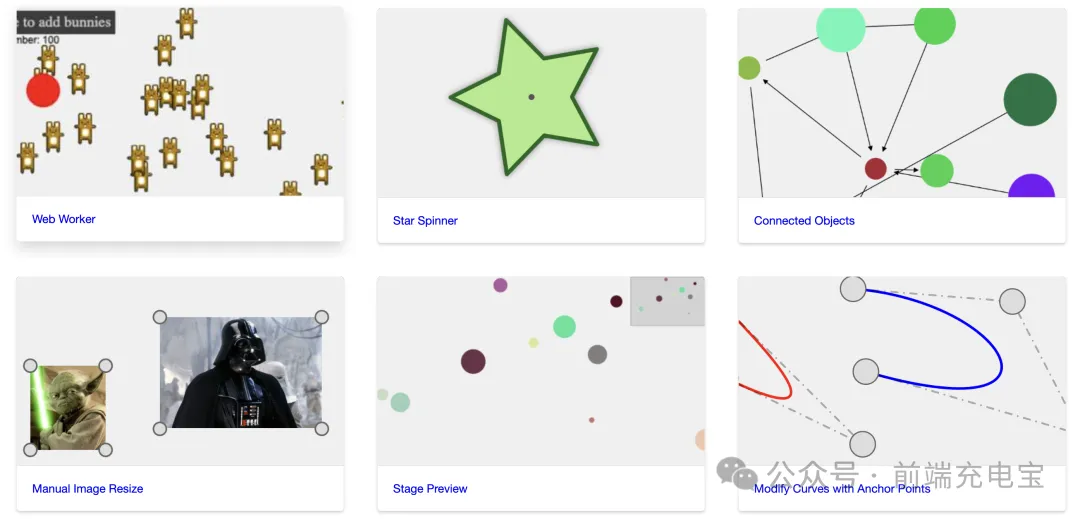 e to add bunnies
mber: 100
Web Worker
Star Spinner
Connected Objects
Manual Image Resize
Stage Preview
Modify Curves with Anchor Points
公众号 · 前端充电宝